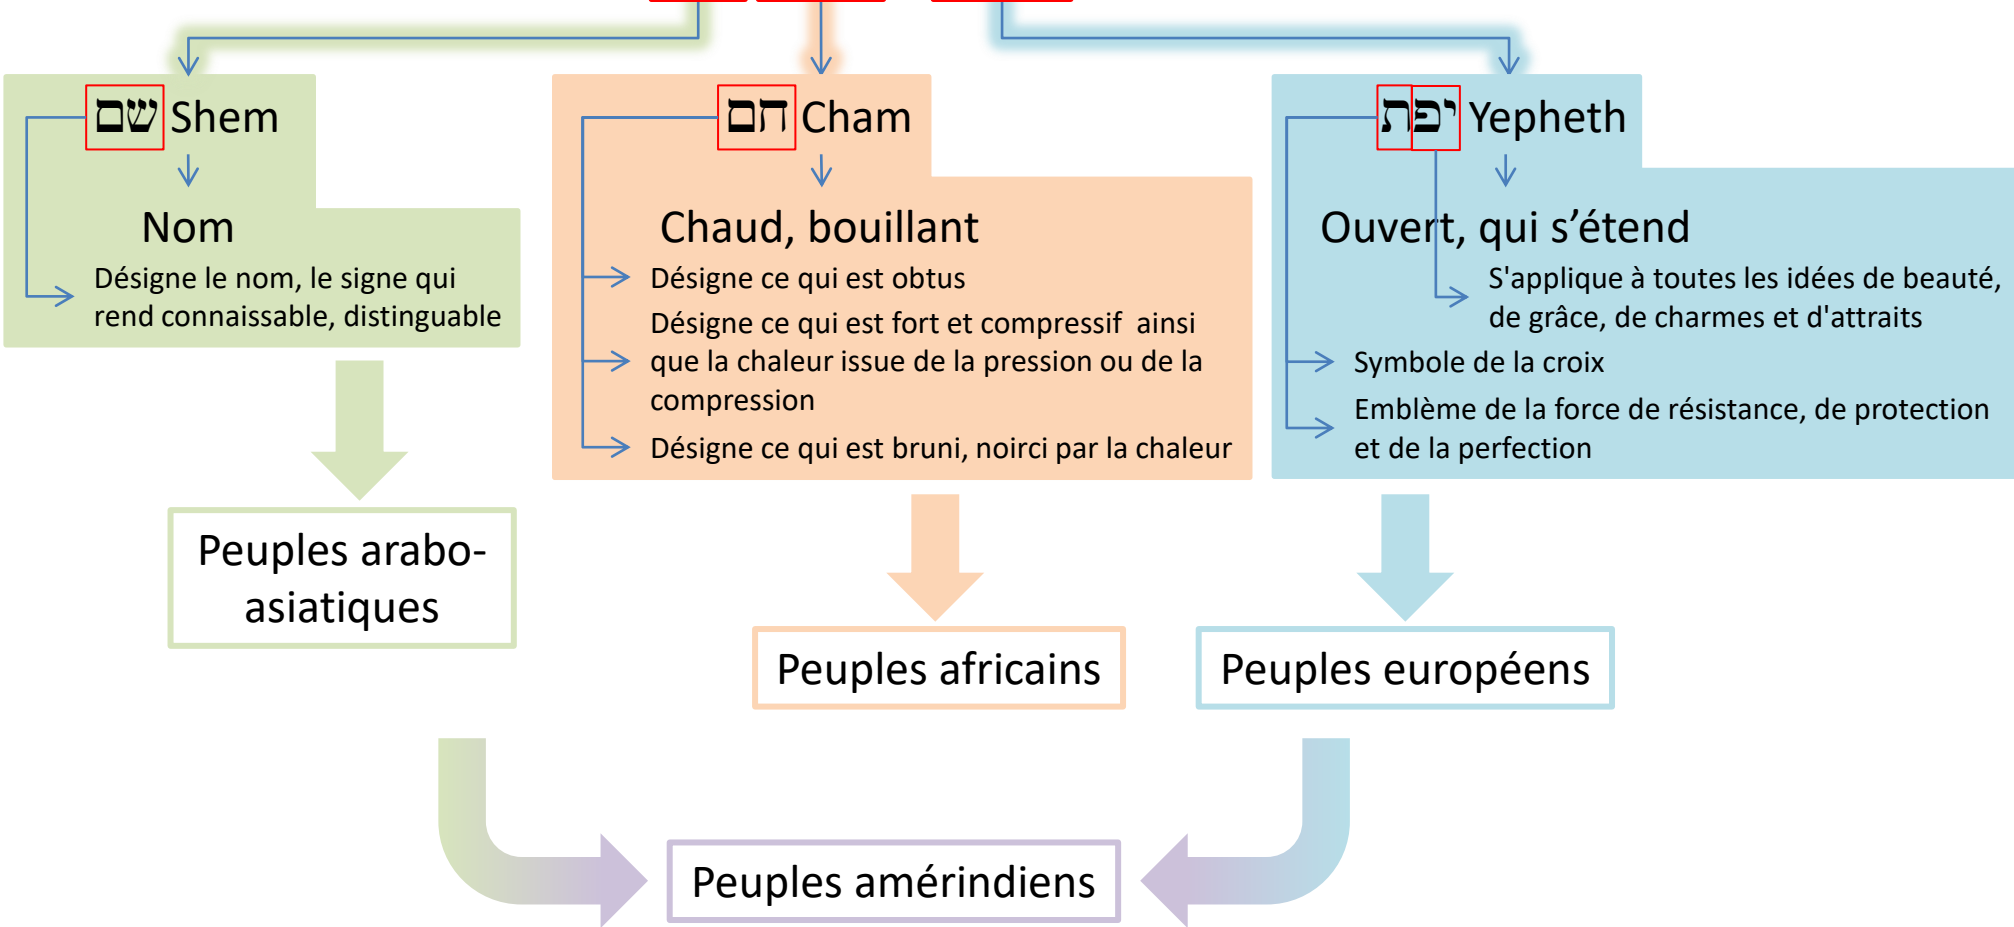 שם Shem
Nom
Désigne le nom, le signe qui
rend connaissable, distinguable
Peuples arabo-
asiatiques
חם Cham
Chaud, bouillant
Désigne ce qui est obtus
Désigne ce qui est fort et compressif ainsi
que la chaleur issue de la pression ou de la
compression
Désigne ce qui est bruni, noirci par la chaleur
Peuples africains
יפת Yepheth
Ouvert, qui s’étend
S'applique à toutes les idées de beauté,
de grâce, de charmes et d'attraits
Symbole de la croix
Emblème de la force de résistance, de protection
et de la perfection
Peuples européens
Peuples amérindiens